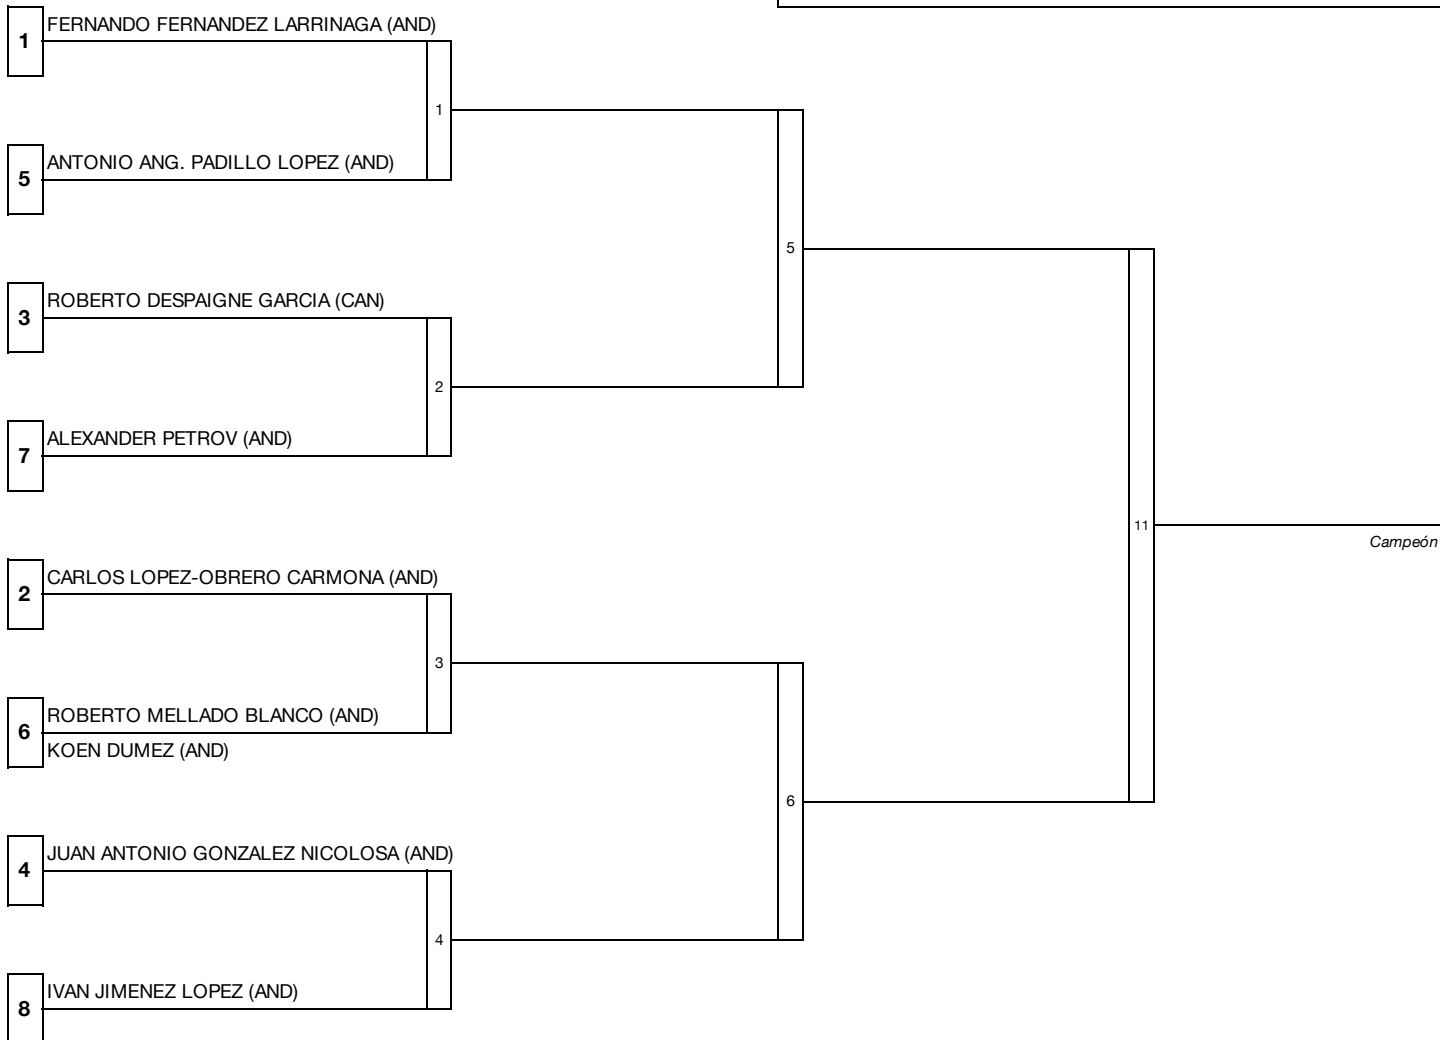 1 FERNANDO FERNANDEZ LARRINAGA (AND)
1
5 ANTONIO ANG. PADILLO LOPEZ (AND)
5
3 ROBERTO DESPAIGNE GARCIA (CAN)
2
7 ALEXANDER PETROV (AND)
11
Campeón
2 CARLOS LOPEZ-OBRERO CARMONA (AND)
3
6 ROBERTO MELLADO BLANCO (AND)
KOEN DUMEZ (AND)
6
4 JUAN ANTONIO GONZALEZ NICOLOSA (AND)
4
8 IVAN JIMENEZ LOPEZ (AND)